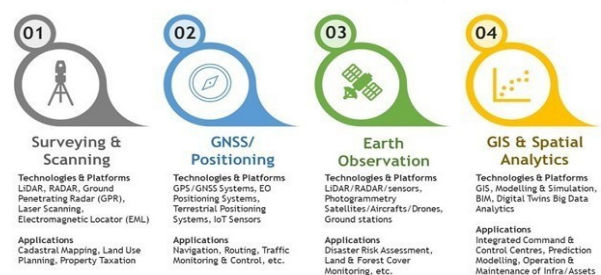 01
Surveying &
Scanning
Technologies & Platforms
LiDAR, RADAR, Ground
Penetrating Radar (GPR),
Laser Scanning,
Electromagnetic Locator (EML)
Applications
Cadastral Mapping, Land Use
Planning, Property Taxation
02
GNSS/
Positioning
Technologies & Platforms
GPS/GNSS Systems, EO
Positioning Systems,
Terrestrial Positioning
Systems, IoT Sensors
Applications
Navigation, Routing, Traffic
Monitoring & Control, etc.
03
Earth
Observation
Technologies & Platforms
LiDAR/RADAR/sensors,
Photogrammetry
Satellites/Aircrafts/Drones,
Ground stations
Applications
Disaster Risk Assessment,
Land & Forest Cover
Monitoring, etc.
04
GIS & Spatial
Analytics
Technologies & Platforms
GIS, Modelling & Simulation,
BIM, Digital Twins Big Data
Analytics
Applications
Integrated Command &
Control Centres, Prediction
Modelling, Operation &
Maintenance of Infra/Assets